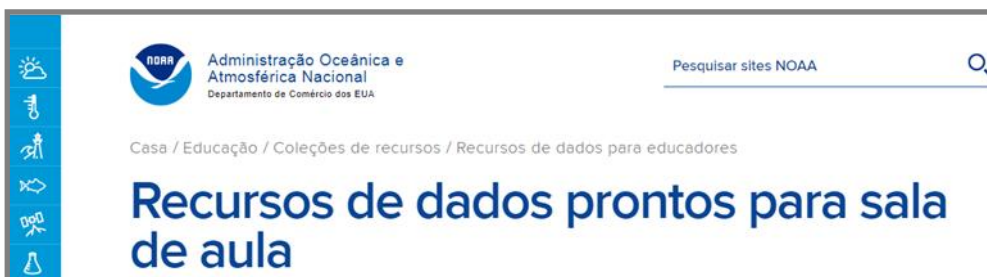 NOAA
Administração Oceânica e
Atmosférica Nacional
Departamento de Comércio dos EUA
Pesquisar sites NOAA
Casa / Educação / Coleções de recursos / Recursos de dados para educadores
Recursos de dados prontos para sala
de aula